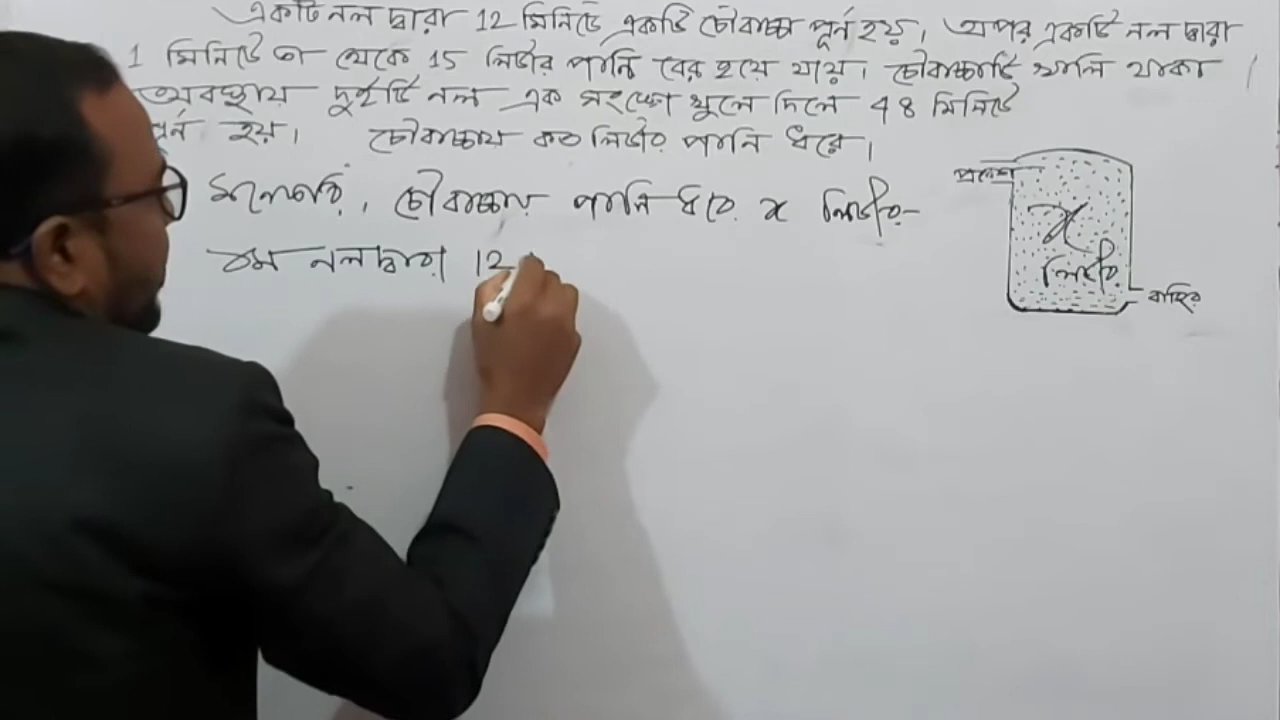 একটি নল দ্বারা 12 মিনিটে একটি চৌবাচ্চা পূর্ন হয়। অপর একটি নল দ্বারা
1 মিনিটে তা থেকে 15 লিটার পানি বের হয়ে যায়। চৌবাচ্চাটি খালি থাকা
অবস্থায় দুইটি নল এক সংঙ্গে খুলে দিলে 48 মিনিটে
পূর্ন হয়। চৌবাচ্চায় কত লিটার পানি ধরে।
মনেকরি, চৌবাচ্চায় পানি ধরে x লিটার
১ম নলদ্বারা 12
প্রবেশ
x
লিটার
বাহির